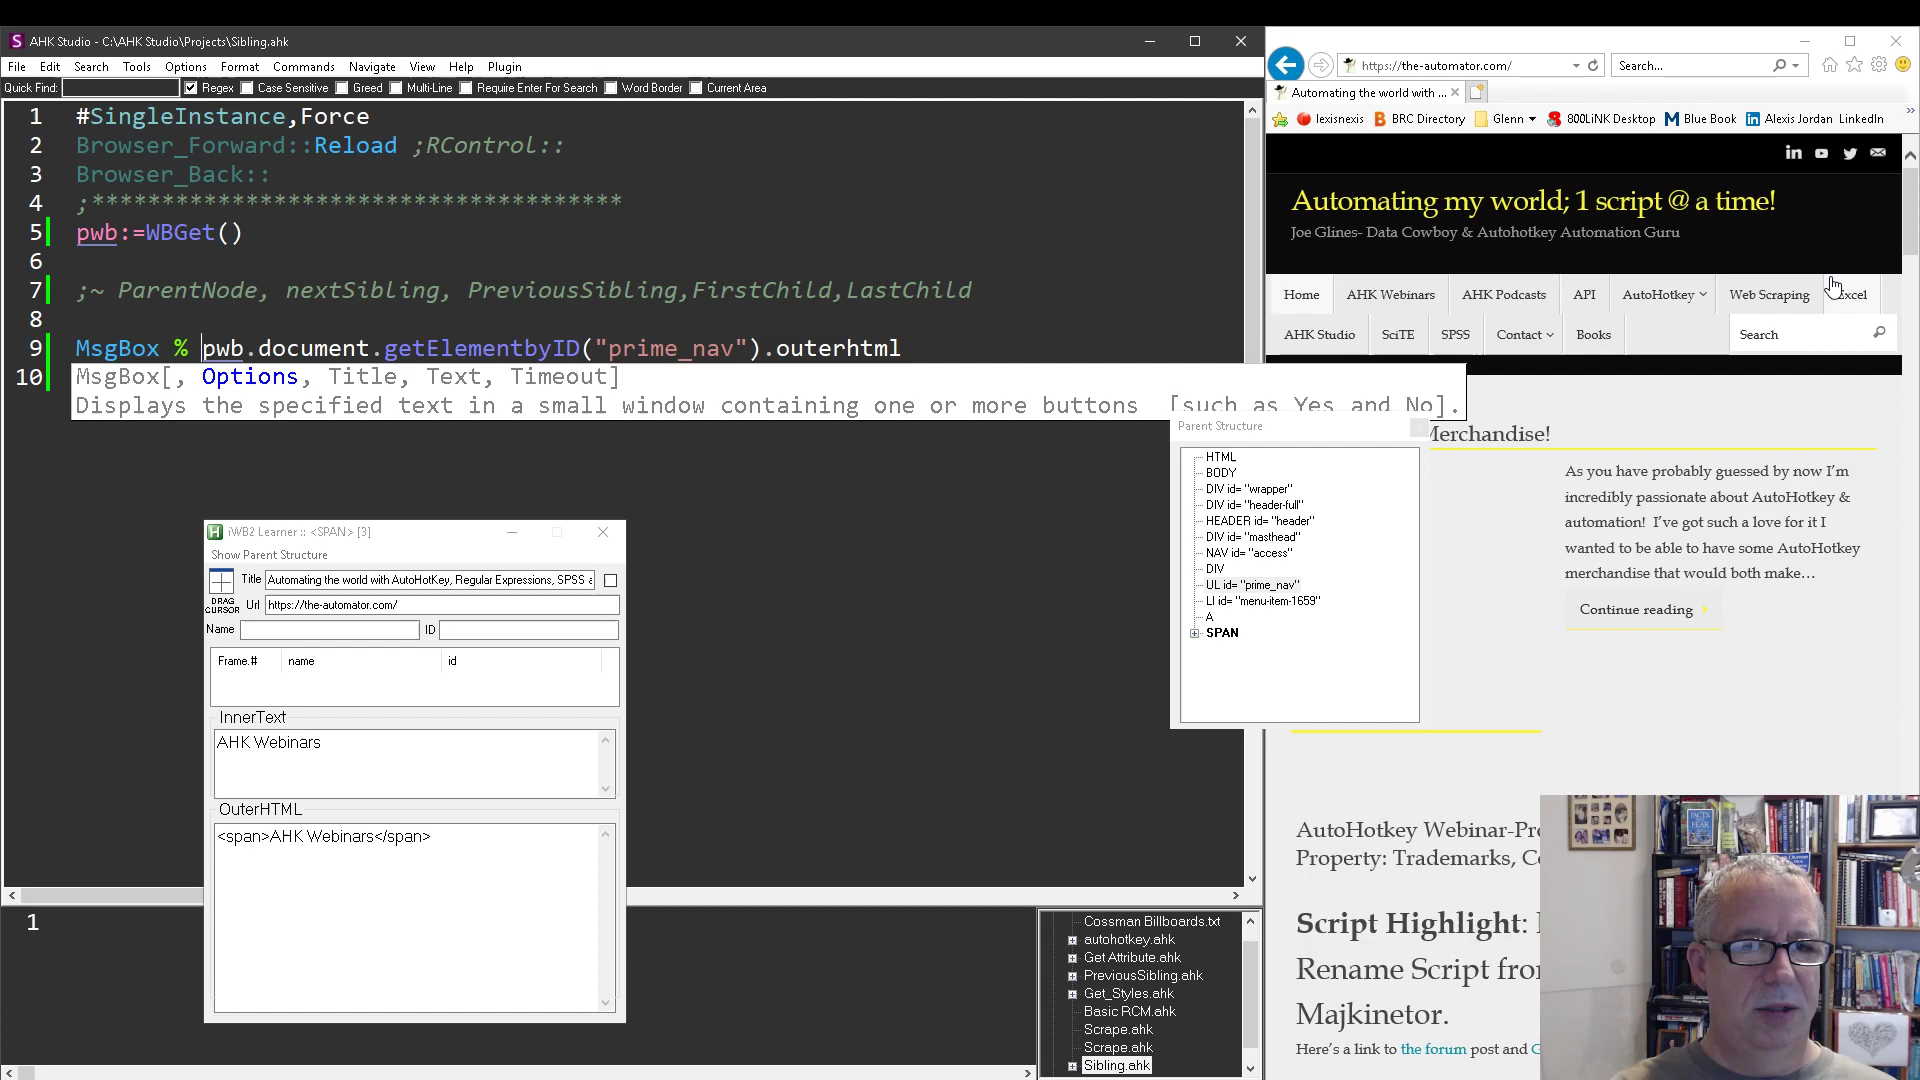 AHK Studio - C:\AHK Studio\Projects\Sibling.ahk
File Edit Search Tools Options Format Commands Navigate View Help Plugin
Quick Find: Regex Case Sensitive Greed Multi-Line Require Enter For Search Word Border Current Area
1 #SingleInstance,Force
2 Browser_Forward::Reload ;RControl::
3 Browser_Back::
4 ;**************************************
5 pwb:=WBGet()
6
7 ;~ ParentNode, nextSibling, PreviousSibling,FirstChild,LastChild
8
9 MsgBox % pwb.document.getElementbyID("prime_nav").outerhtml
10 MsgBox[, Options, Title, Text, Timeout]
Displays the specified text in a small window containing one or more buttons [such as Yes and No].
iWB2 Learner :: <SPAN> [3]
Show Parent Structure
DRAG CURSOR
Title Automating the world with AutoHotKey, Regular Expressions, SPSS a
Url https://the-automator.com/
Name ID
Frame.# name id
InnerText
AHK Webinars
OuterHTML
<span>AHK Webinars</span>
Parent Structure
HTML
BODY
DIV id= "wrapper"
DIV id= "header-full"
HEADER id= "header"
DIV id= "masthead"
NAV id= "access"
DIV
UL id= "prime_nav"
LI id= "menu-item-1659"
A
SPAN
1
Cossman Billboards.txt
autohotkey.ahk
Get Attribute.ahk
PreviousSibling.ahk
Get_Styles.ahk
Basic RCM.ahk
Scrape.ahk
Scrape.ahk
Sibling.ahk
https://the-automator.com/
Search...
Automating the world with ...
lexisnexis BRC Directory Glenn 800LiNK Desktop Blue Book Alexis Jordan LinkedIn
Automating my world; 1 script @ a time!
Joe Glines- Data Cowboy & Autohotkey Automation Guru
Home AHK Webinars AHK Podcasts API AutoHotkey Web Scraping Excel
AHK Studio SciTE SPSS Contact Books Search
Merchandise!
As you have probably guessed by now I'm
incredibly passionate about AutoHotkey &
automation! I've got such a love for it I
wanted to be able to have some AutoHotkey
merchandise that would both make…
Continue reading
AutoHotkey Webinar-Pr
Property: Trademarks, C
Script Highlight:
Rename Script fro
Majkinetor.
Here's a link to the forum post and
FACTS FEAR